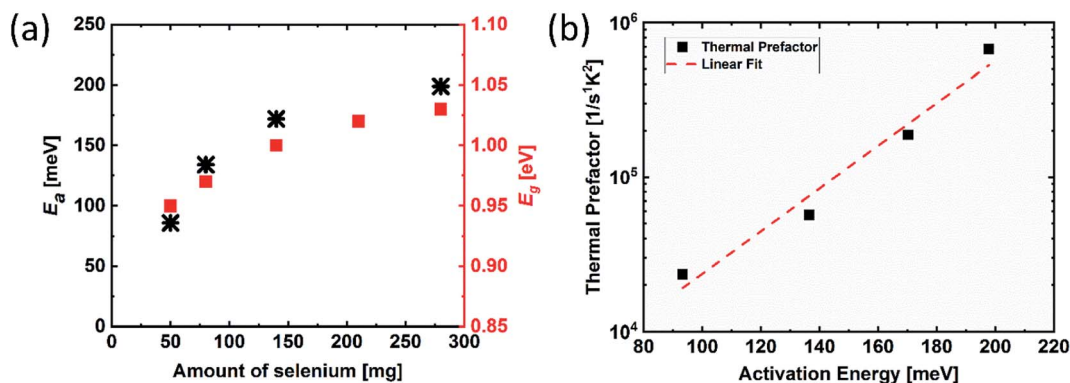 (a)
250
200
150
100
50
0
E_a [meV]
0 50 100 150 200 250 300
Amount of selenium [mg]
1.10
1.05
1.00
0.95
0.90
0.85
E_g [eV]
(b)
10^6
10^5
10^4
Thermal Prefactor [1/s^1K^2]
Thermal Prefactor
Linear Fit
80 100 120 140 160 180 200 220
Activation Energy [meV]